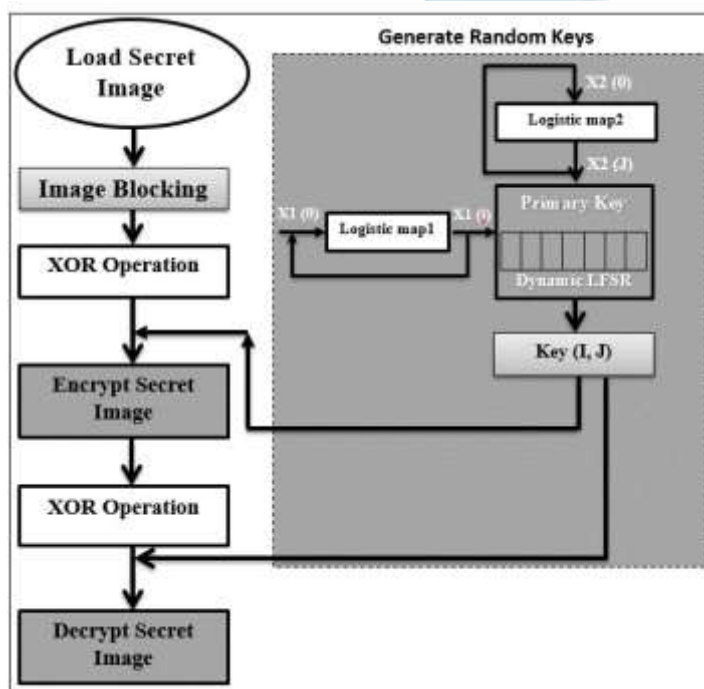 Load Secret
Image
Image Blocking
XOR Operation
Encrypt Secret
Image
XOR Operation
Decrypt Secret
Image
Generate Random Keys
X2 (0)
Logistic map2
X2 (J)
X1 (0)
Logistic map1
X1 (I)
Primary Key
Dynamic LFSR
Key (I, J)